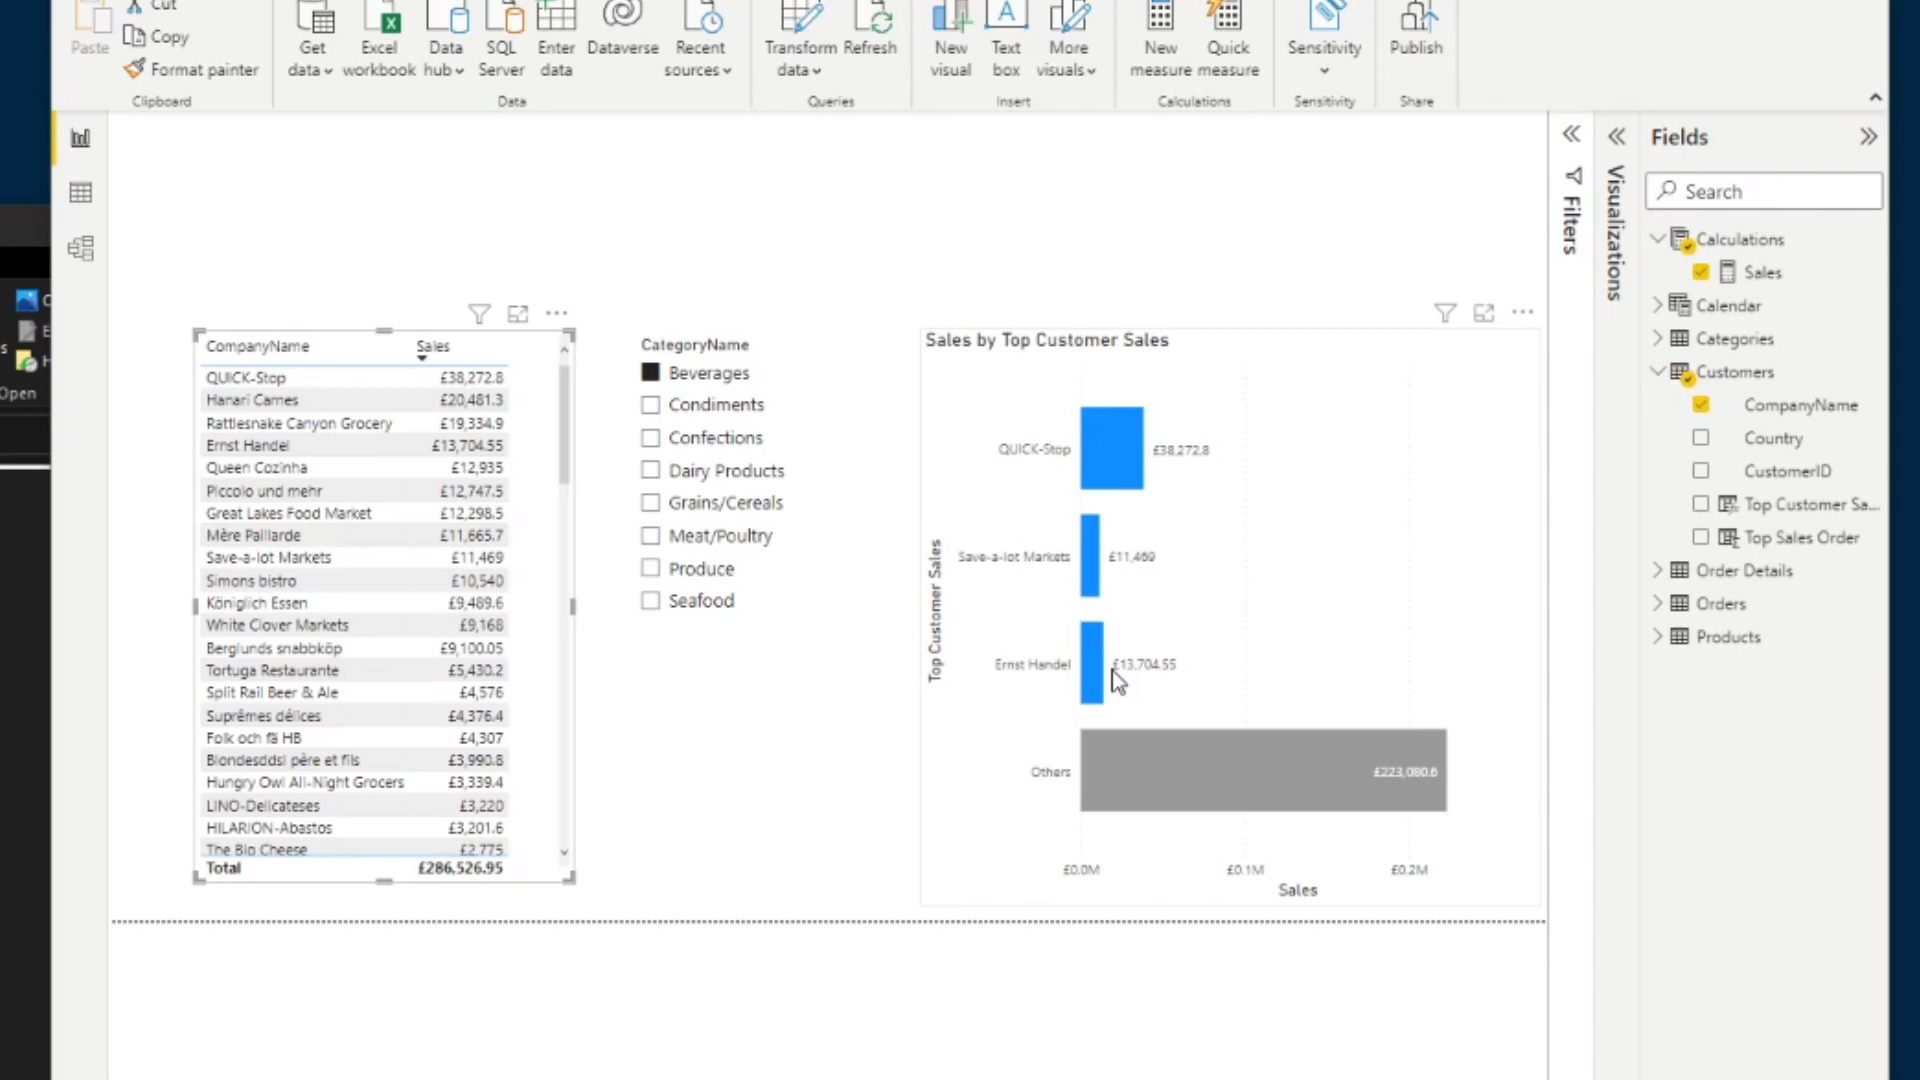 Cut
Paste
Copy
Format painter
Clipboard
Get data
Excel workbook
Data hub
SQL Server
Enter data
Dataverse
Recent sources
Data
Transform data
Refresh
Queries
New visual
Text box
More visuals
Insert
New measure
Quick measure
Calculations
Sensitivity
Sensitivity
Publish
Share
Open
CompanyName Sales
QUICK-Stop £38,272.8
Hanari Carnes £20,481.3
Rattlesnake Canyon Grocery £19,334.9
Ernst Handel £13,704.55
Queen Cozinha £12,935
Piccolo und mehr £12,747.5
Great Lakes Food Market £12,298.5
Mère Paillarde £11,665.7
Save-a-lot Markets £11,469
Simons bistro £10,540
Königlich Essen £9,489.6
White Clover Markets £9,168
Berglunds snabbköp £9,100.05
Tortuga Restaurante £5,430.2
Split Rail Beer & Ale £4,576
Suprêmes délices £4,376.4
Folk och fä HB £4,307
Blondesddsl père et fils £3,990.8
Hungry Owl All-Night Grocers £3,339.4
LINO-Delicateses £3,220
HILARION-Abastos £3,201.6
The Big Cheese £2,775
Total £286,526.95
CategoryName
Beverages
Condiments
Confections
Dairy Products
Grains/Cereals
Meat/Poultry
Produce
Seafood
Sales by Top Customer Sales
Top Customer Sales
QUICK-Stop £38,272.8
Save-a-lot Markets £11,469
Ernst Handel £13,704.55
Others £223,080.6
£0.0M £0.1M £0.2M
Sales
Filters
Visualizations
Fields
Search
Calculations
Sales
Calendar
Categories
Customers
CompanyName
Country
CustomerID
Top Customer Sa...
Top Sales Order
Order Details
Orders
Products